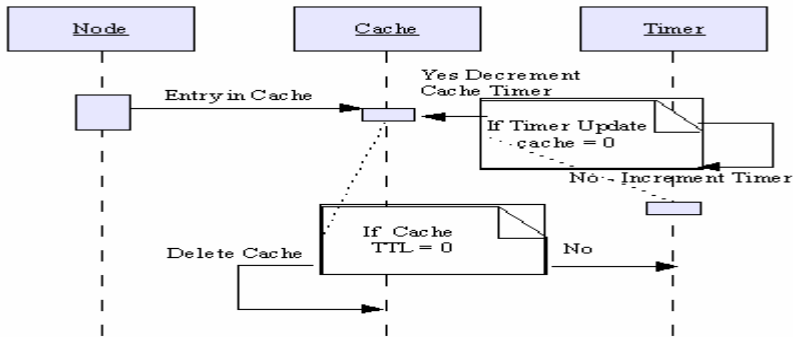 Node
Cache
Timer
Entry in Cache
Yes Decrement
Cache Timer
If Timer Update
cache = 0
No - Increment Timer
If Cache
TTL = 0
Delete Cache
No